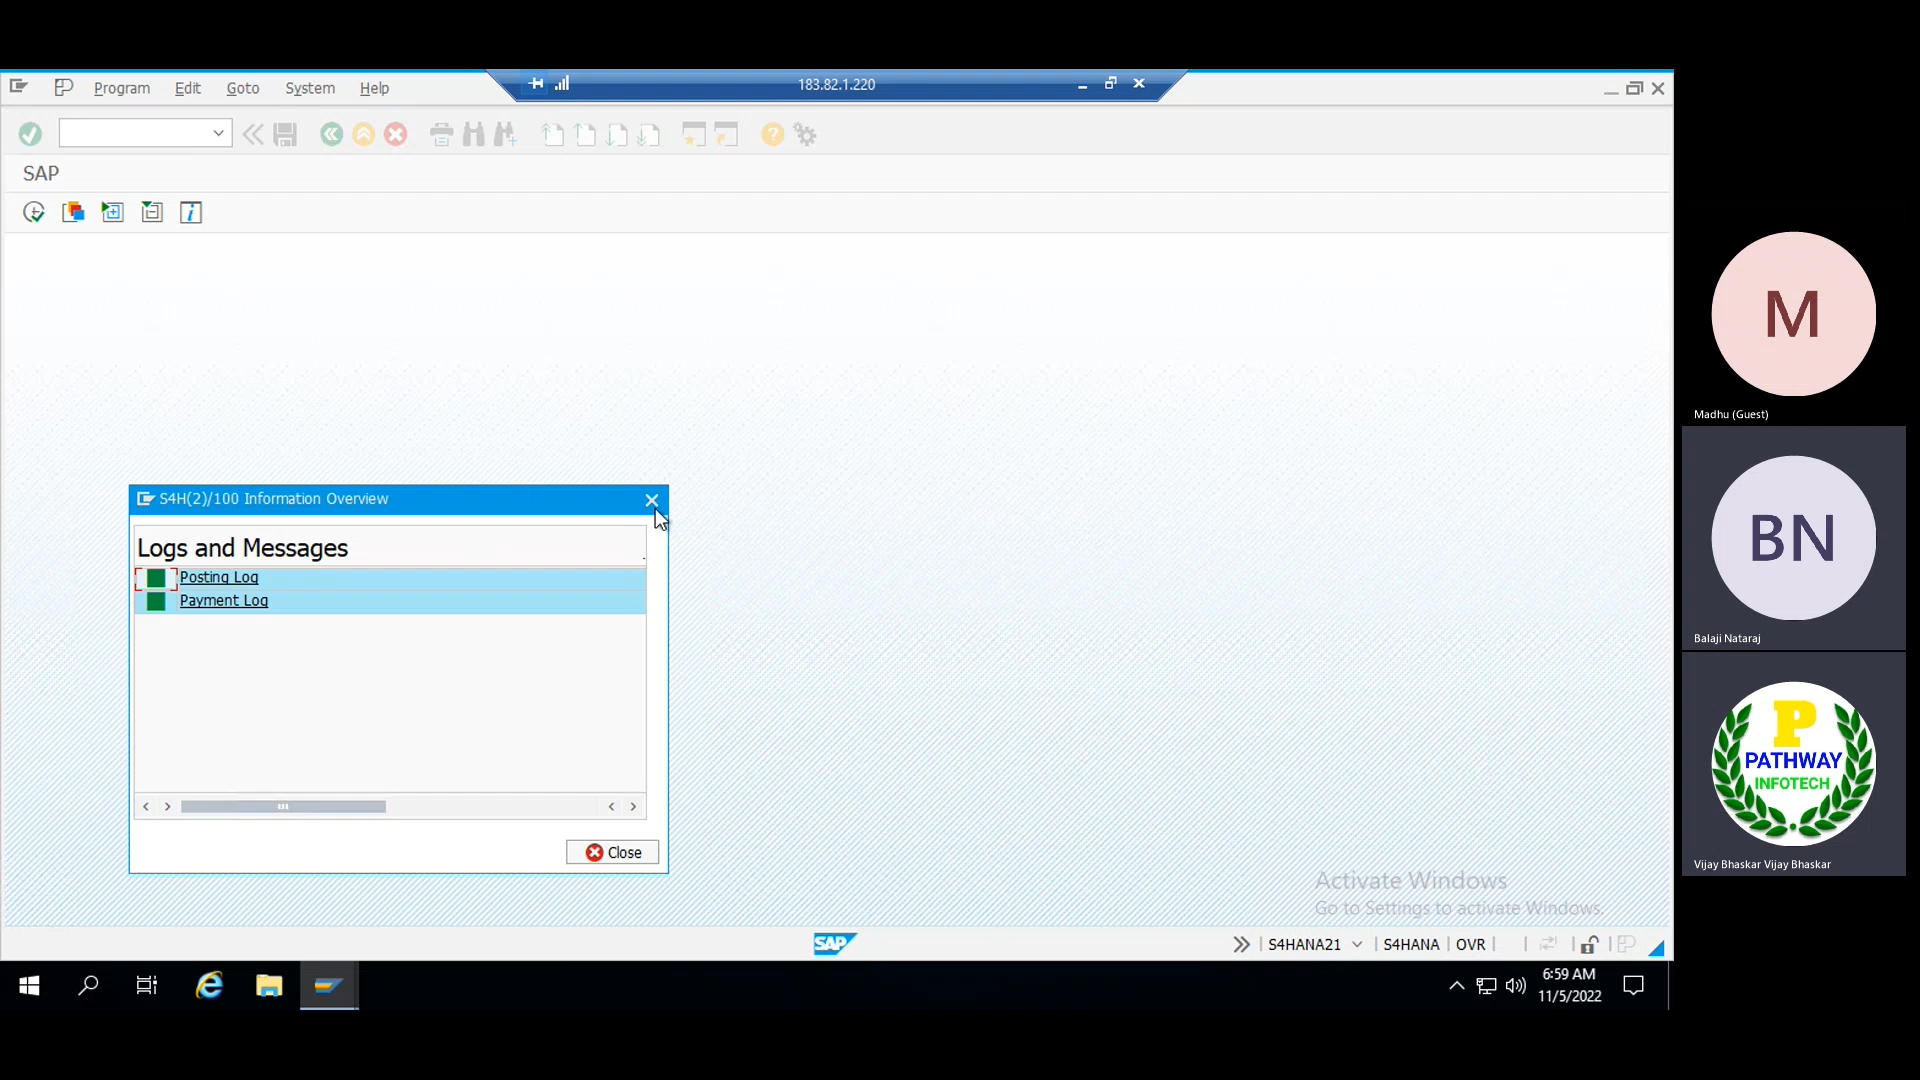 Program Edit Goto System Help
183.82.1.220
SAP
S4H(2)/100 Information Overview
Logs and Messages
Posting Log
Payment Log
Close
Activate Windows
Go to Settings to activate Windows.
SAP
S4HANA21
S4HANA
OVR
6:59 AM
11/5/2022
M
Madhu (Guest)
BN
Balaji Nataraj
P
PATHWAY
INFOTECH
Vijay Bhaskar Vijay Bhaskar